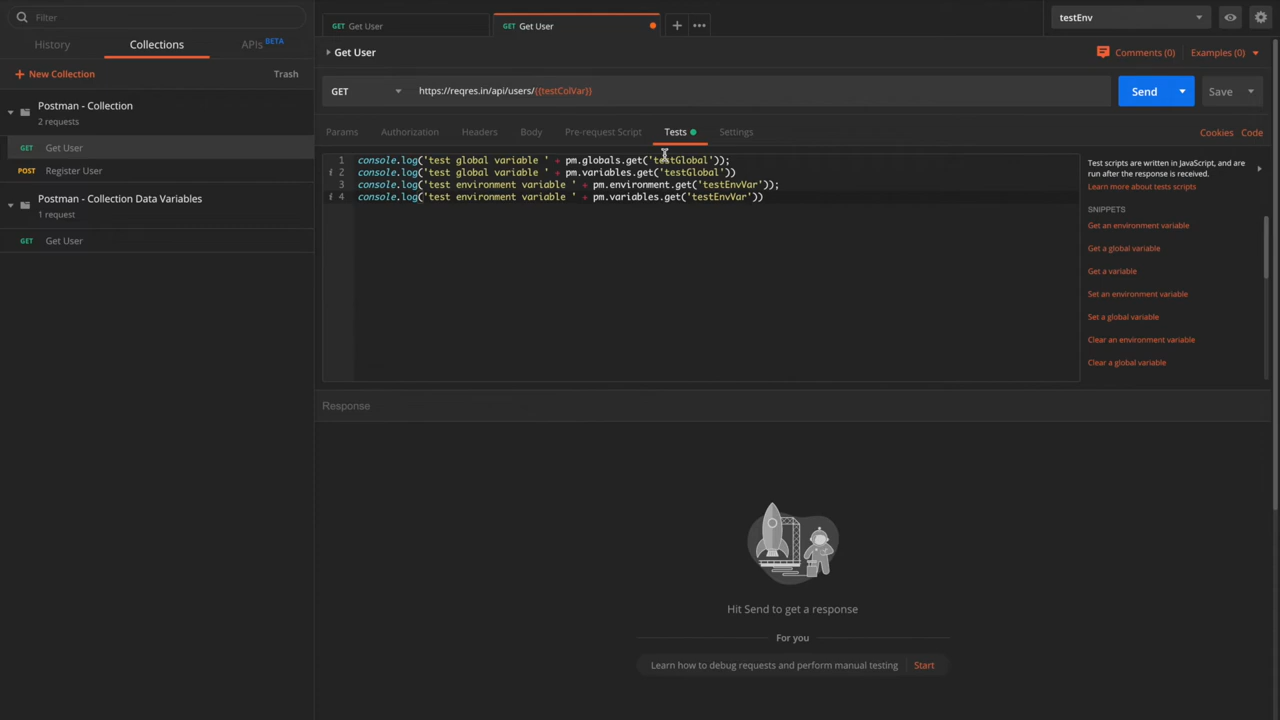 Filter
History
Collections
APIs BETA
+ New Collection
Trash
Postman - Collection
2 requests
GET Get User
POST Register User
Postman - Collection Data Variables
1 request
GET Get User
GET Get User
GET Get User
testEnv
Get User
Comments (0)
Examples (0)
GET
https://reqres.in/api/users/{{testColVar}}
Send
Save
Params
Authorization
Headers
Body
Pre-request Script
Tests
Settings
Cookies
Code
1 console.log('test global variable ' + pm.globals.get('testGlobal'));
i 2 console.log('test global variable ' + pm.variables.get('testGlobal'))
3 console.log('test environment variable ' + pm.environment.get('testEnvVar'));
i 4 console.log('test environment variable ' + pm.variables.get('testEnvVar'))
Test scripts are written in JavaScript, and are
run after the response is received.
Learn more about tests scripts
SNIPPETS
Get an environment variable
Get a global variable
Get a variable
Set an environment variable
Set a global variable
Clear an environment variable
Clear a global variable
Response
Hit Send to get a response
For you
Learn how to debug requests and perform manual testing
Start